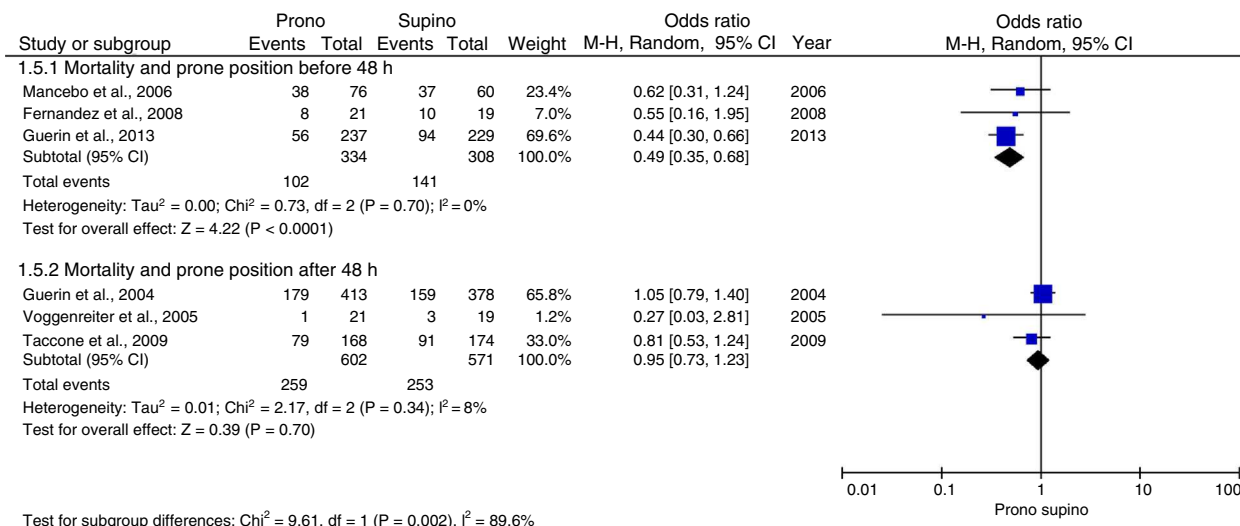 Prono Supino Odds ratio Odds ratio
Study or subgroup Events Total Events Total Weight M-H, Random, 95% CI Year M-H, Random, 95% CI
1.5.1 Mortality and prone position before 48 h
Mancebo et al., 2006 38 76 37 60 23.4% 0.62 [0.31, 1.24] 2006
Fernandez et al., 2008 8 21 10 19 7.0% 0.55 [0.16, 1.95] 2008
Guerin et al., 2013 56 237 94 229 69.6% 0.44 [0.30, 0.66] 2013
Subtotal (95% CI) 334 308 100.0% 0.49 [0.35, 0.68]
Total events 102 141
Heterogeneity: Tau² = 0.00; Chi² = 0.73, df = 2 (P = 0.70); I² = 0%
Test for overall effect: Z = 4.22 (P < 0.0001)
1.5.2 Mortality and prone position after 48 h
Guerin et al., 2004 179 413 159 378 65.8% 1.05 [0.79, 1.40] 2004
Voggenreiter et al., 2005 1 21 3 19 1.2% 0.27 [0.03, 2.81] 2005
Taccone et al., 2009 79 168 91 174 33.0% 0.81 [0.53, 1.24] 2009
Subtotal (95% CI) 602 571 100.0% 0.95 [0.73, 1.23]
Total events 259 253
Heterogeneity: Tau² = 0.01; Chi² = 2.17, df = 2 (P = 0.34); I² = 8%
Test for overall effect: Z = 0.39 (P = 0.70)
0.01 0.1 1 10 100
Prono supino
Test for subgroup differences: Chi² = 9.61, df = 1 (P = 0.002), I² = 89.6%